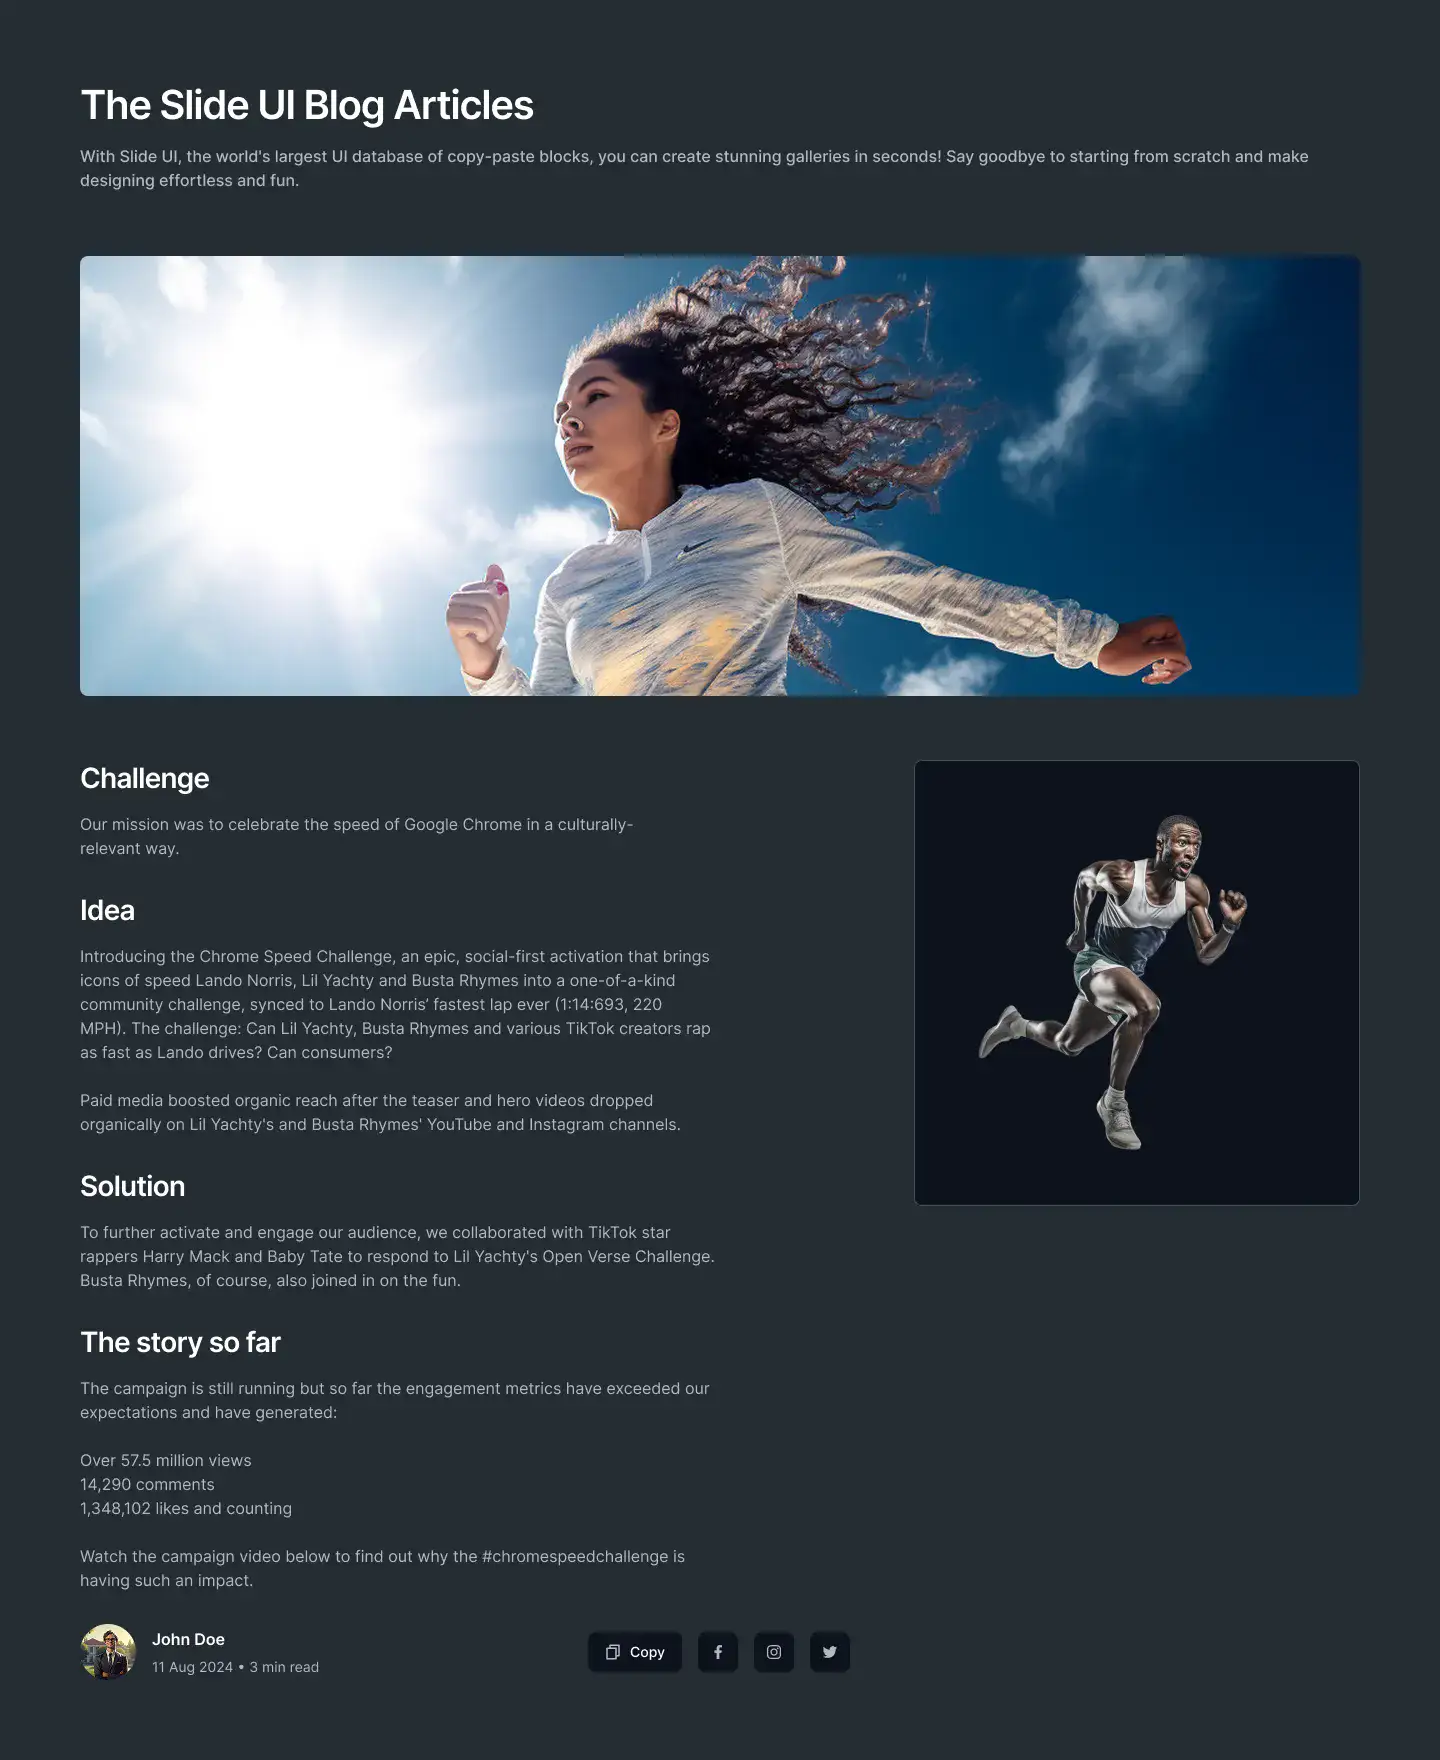 The Slide UI Blog Articles
With Slide UI, the world's largest UI database of copy-paste blocks, you can create stunning galleries in seconds! Say goodbye to starting from scratch and make
designing effortless and fun.
Challenge
Our mission was to celebrate the speed of Google Chrome in a culturally-
relevant way.
Idea
Introducing the Chrome Speed Challenge, an epic, social-first activation that brings
icons of speed Lando Norris, Lil Yachty and Busta Rhymes into a one-of-a-kind
community challenge, synced to Lando Norris’ fastest lap ever (1:14:693, 220
MPH). The challenge: Can Lil Yachty, Busta Rhymes and various TikTok creators rap
as fast as Lando drives? Can consumers?
Paid media boosted organic reach after the teaser and hero videos dropped
organically on Lil Yachty's and Busta Rhymes' YouTube and Instagram channels.
Solution
To further activate and engage our audience, we collaborated with TikTok star
rappers Harry Mack and Baby Tate to respond to Lil Yachty's Open Verse Challenge.
Busta Rhymes, of course, also joined in on the fun.
The story so far
The campaign is still running but so far the engagement metrics have exceeded our
expectations and have generated:
Over 57.5 million views
14,290 comments
1,348,102 likes and counting
Watch the campaign video below to find out why the #chromespeedchallenge is
having such an impact.
John Doe
11 Aug 2024 • 3 min read
Copy